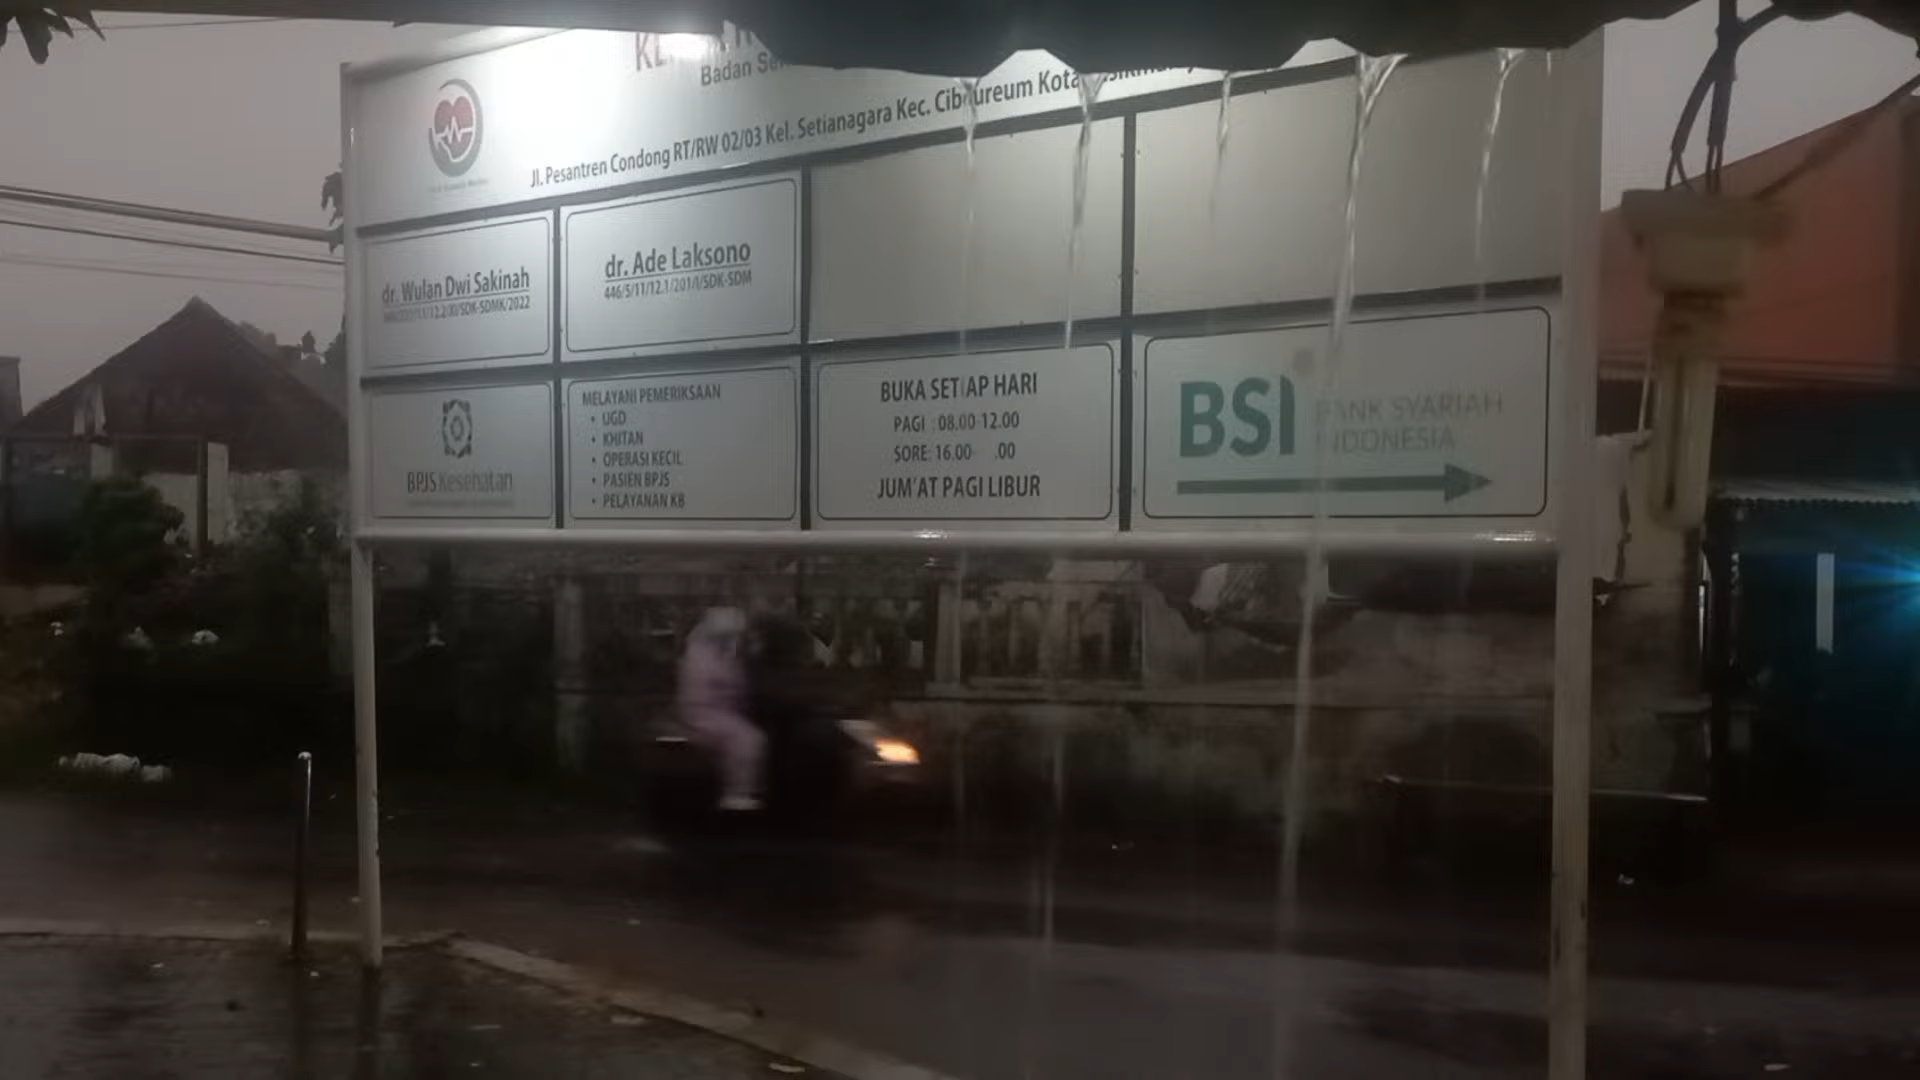 Badan
Jl. Pesantren Condong RT/RW 02/03 Kel. Setianagara Kec. Cibeureum Kota
dr. Wulan Dwi Sakinah
dr. Ade Laksono
446/5/11/12.1/201/I/SDK-SDM
BPJS Kesehatan
MELAYANI PEMERIKSAAN
• UGD
• KHITAN
• OPERASI KECIL
• PASIEN BPJS
• PELAYANAN KB
BUKA SETIAP HARI
PAGI : 08.00-12.00
SORE: 16.00 .00
JUM'AT PAGI LIBUR
BSI BANK SYARIAH
INDONESIA